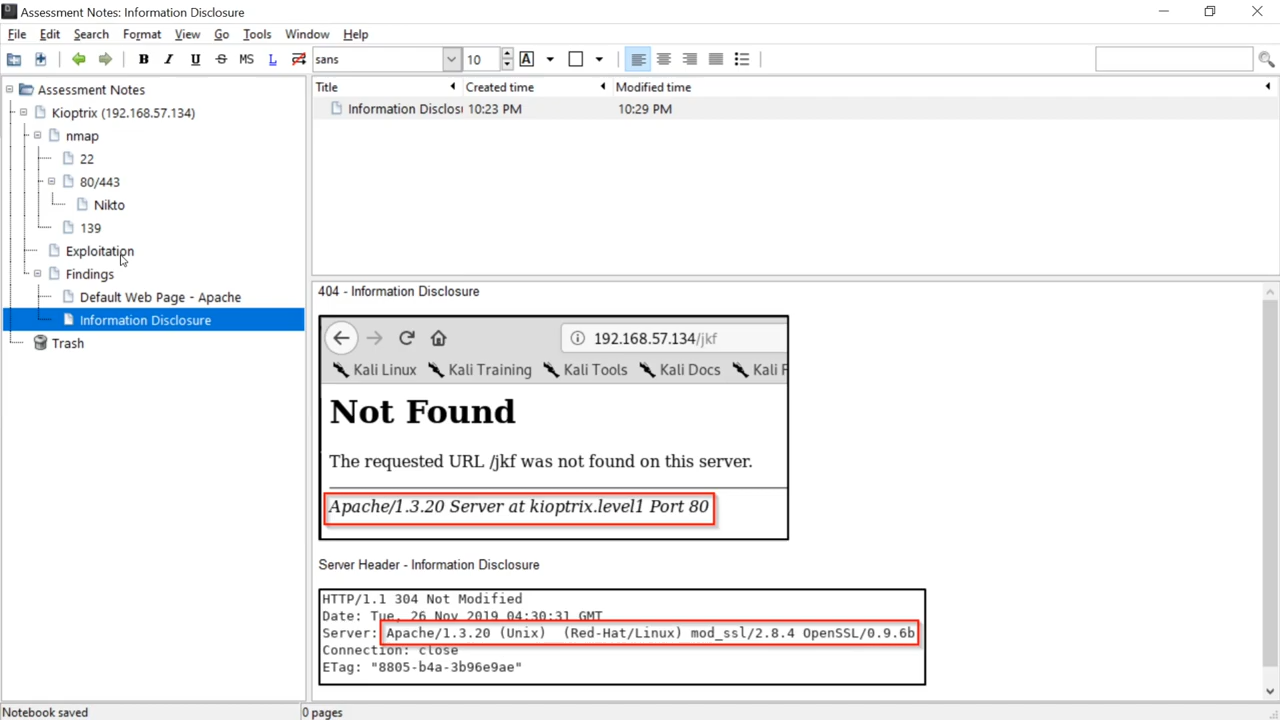 Assessment Notes: Information Disclosure
File Edit Search Format View Go Tools Window Help
B I U S MS L sans 10 A
Assessment Notes
Kioptrix (192.168.57.134)
nmap
22
80/443
Nikto
139
Exploitation
Findings
Default Web Page - Apache
Information Disclosure
Trash
Title Created time Modified time
Information Disclosu 10:23 PM 10:29 PM
404 - Information Disclosure
192.168.57.134/jkf
Kali Linux Kali Training Kali Tools Kali Docs Kali F
Not Found
The requested URL /jkf was not found on this server.
Apache/1.3.20 Server at kioptrix.level1 Port 80
Server Header - Information Disclosure
HTTP/1.1 304 Not Modified
Date: Tue, 26 Nov 2019 04:30:31 GMT
Server: Apache/1.3.20 (Unix) (Red-Hat/Linux) mod_ssl/2.8.4 OpenSSL/0.9.6b
Connection: close
ETag: "8805-b4a-3b96e9ae"
Notebook saved 0 pages